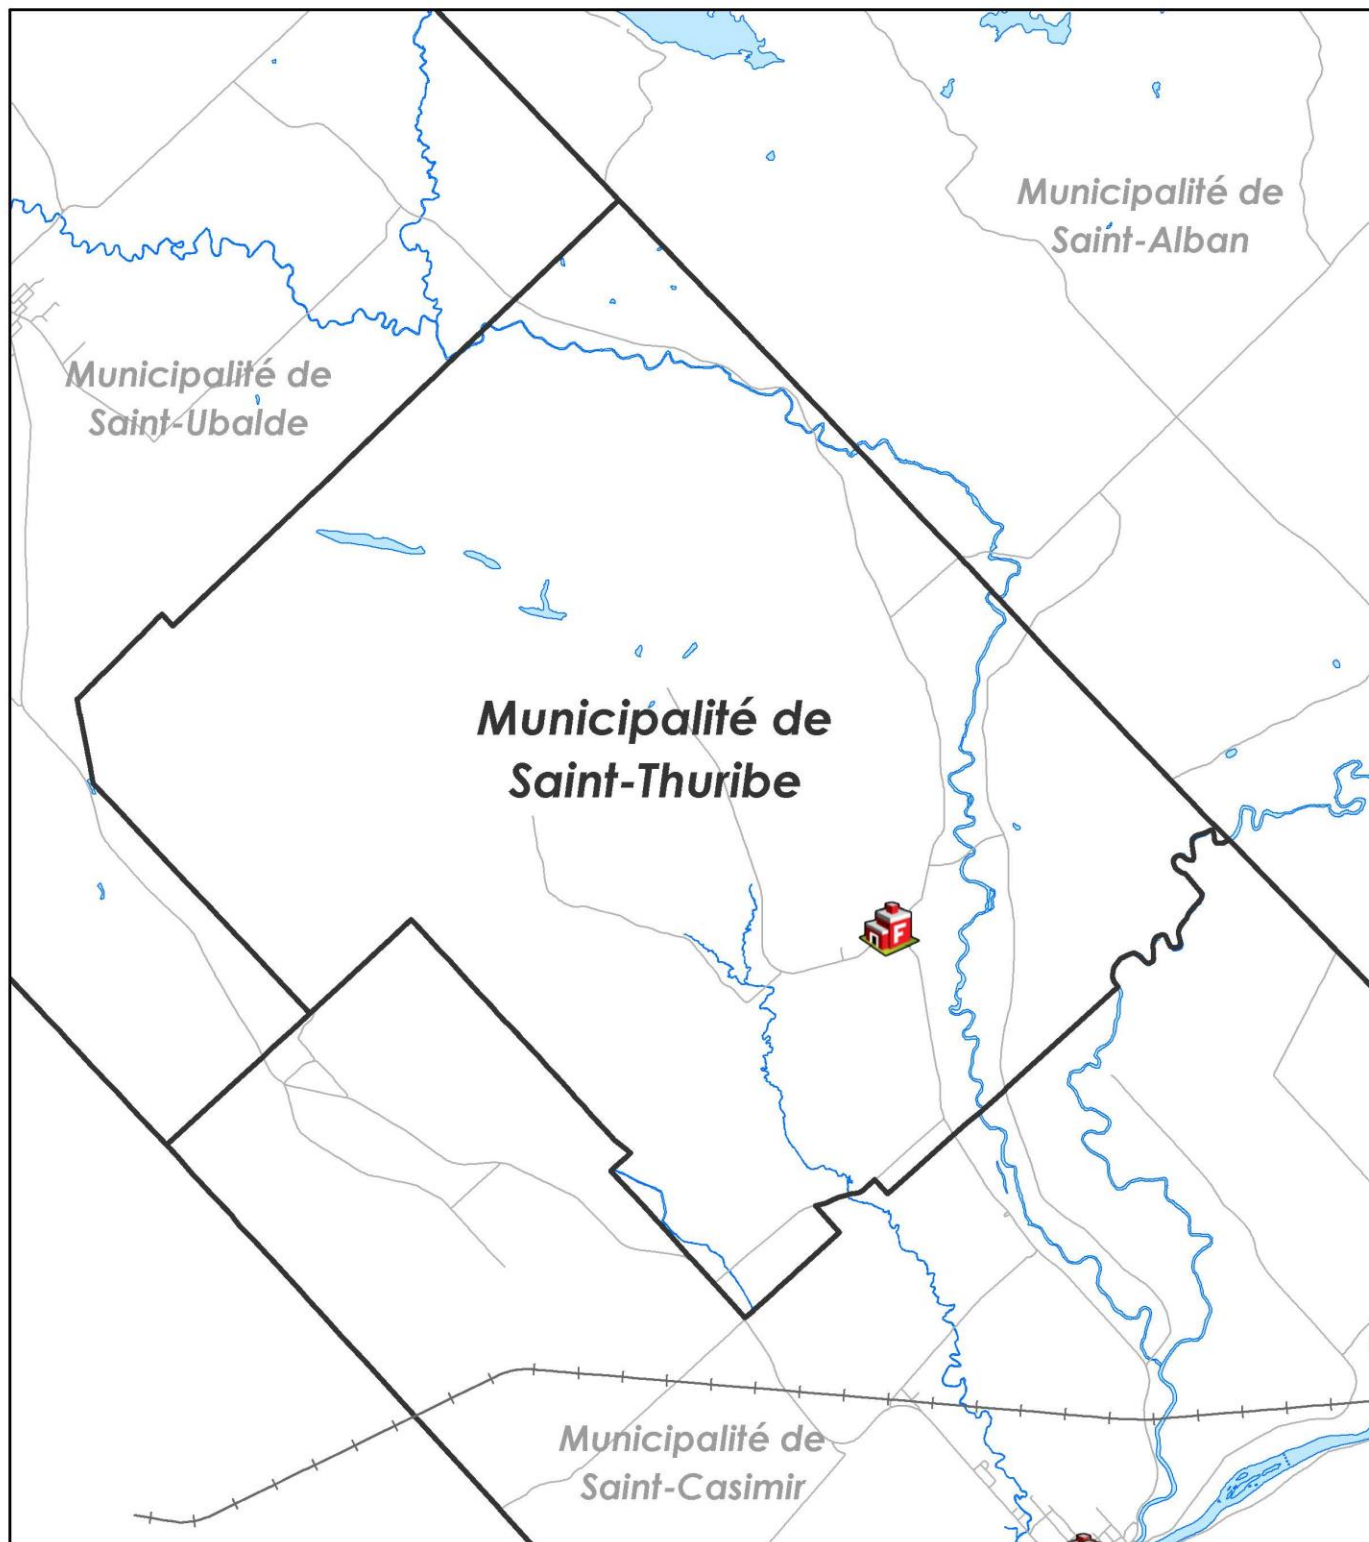 Municipalité de
Saint-Alban
Municipalité de
Saint-Ubalde
Municipalité de
Saint-Thuribe
F
Municipalité de
Saint-Casimir